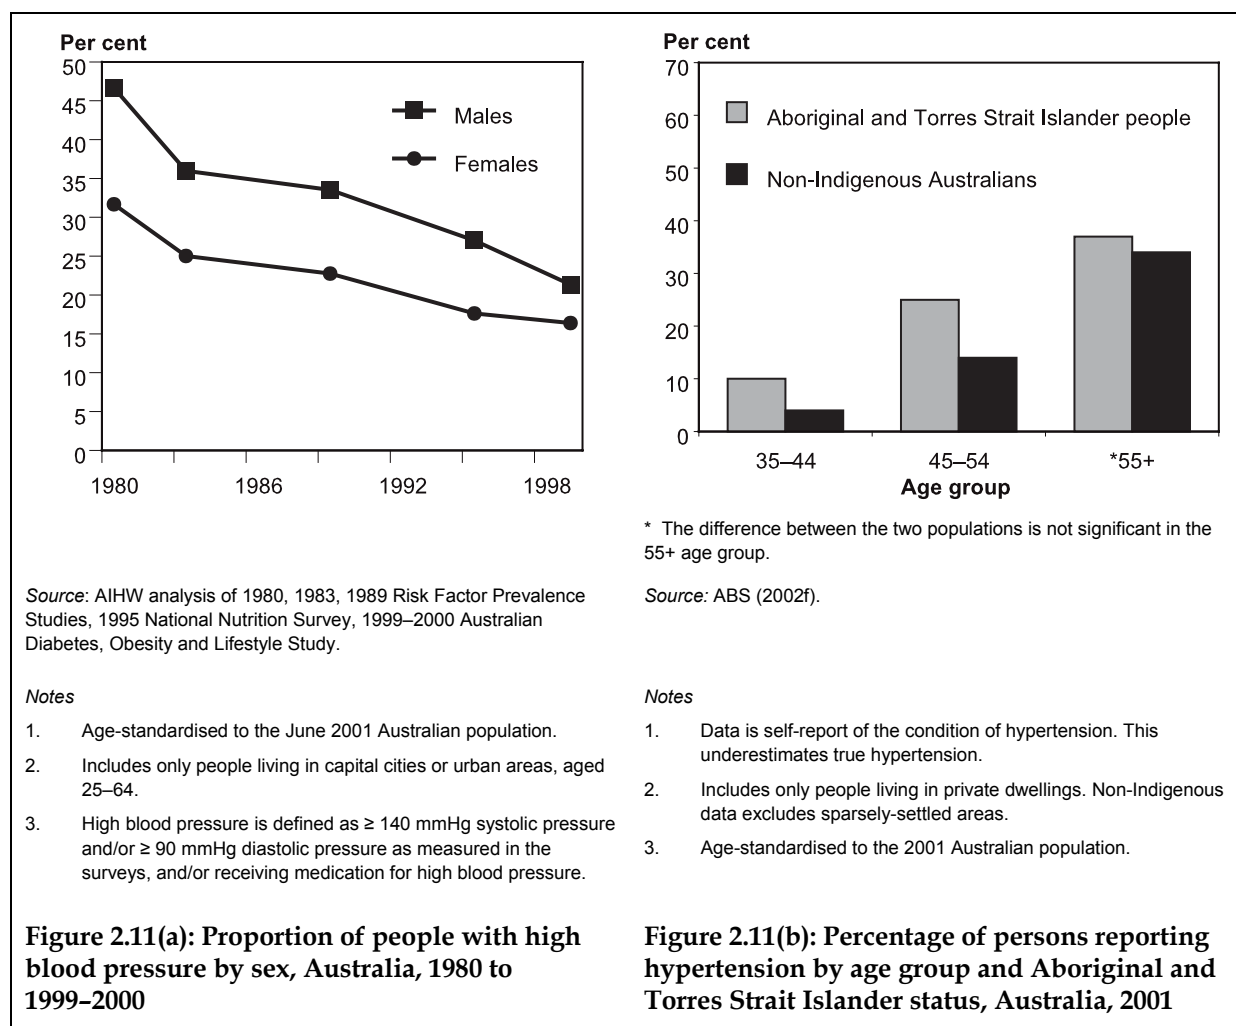 Per cent
50
45
40
35
30
25
20
15
10
5
0
Males
Females
1980
1986
1992
1998
Source: AIHW analysis of 1980, 1983, 1989 Risk Factor Prevalence
Studies, 1995 National Nutrition Survey, 1999–2000 Australian
Diabetes, Obesity and Lifestyle Study.
Notes
1. Age-standardised to the June 2001 Australian population.
2. Includes only people living in capital cities or urban areas, aged
25–64.
3. High blood pressure is defined as ≥ 140 mmHg systolic pressure
and/or ≥ 90 mmHg diastolic pressure as measured in the
surveys, and/or receiving medication for high blood pressure.
Figure 2.11(a): Proportion of people with high
blood pressure by sex, Australia, 1980 to
1999–2000
Per cent
70
60
50
40
30
20
10
0
Aboriginal and Torres Strait Islander people
Non-Indigenous Australians
35–44
45–54
*55+
Age group
* The difference between the two populations is not significant in the
55+ age group.
Source: ABS (2002f).
Notes
1. Data is self-report of the condition of hypertension. This
underestimates true hypertension.
2. Includes only people living in private dwellings. Non-Indigenous
data excludes sparsely-settled areas.
3. Age-standardised to the 2001 Australian population.
Figure 2.11(b): Percentage of persons reporting
hypertension by age group and Aboriginal and
Torres Strait Islander status, Australia, 2001